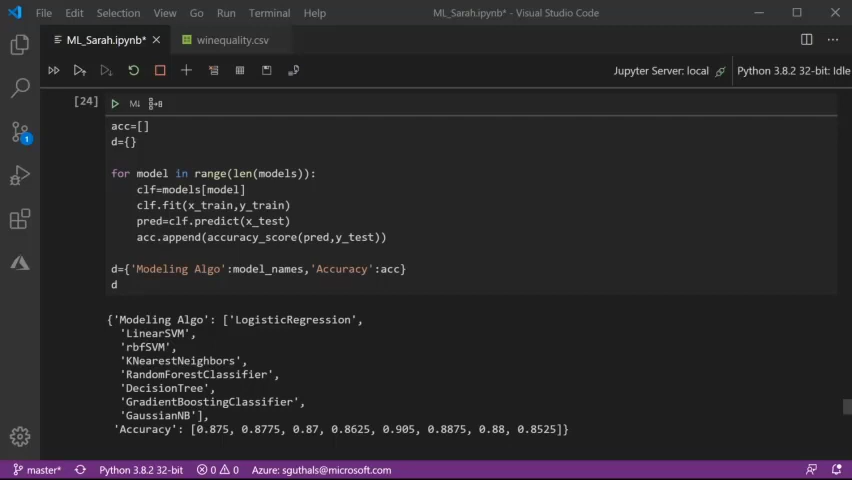 File Edit Selection View Go Run Terminal Help ML_Sarah.ipynb* - Visual Studio Code
ML_Sarah.ipynb* winequality.csv
Jupyter Server: local Python 3.8.2 32-bit: Idle
[24]
M↓
acc=[]
d={}
for model in range(len(models)):
clf=models[model]
clf.fit(x_train,y_train)
pred=clf.predict(x_test)
acc.append(accuracy_score(pred,y_test))
d={'Modeling Algo':model_names,'Accuracy':acc}
d
{'Modeling Algo': ['LogisticRegression',
'LinearSVM',
'rbfSVM',
'KNearestNeighbors',
'RandomForestClassifier',
'DecisionTree',
'GradientBoostingClassifier',
'GaussianNB'],
'Accuracy': [0.875, 0.8775, 0.87, 0.8625, 0.905, 0.8875, 0.88, 0.8525]}
1
master* Python 3.8.2 32-bit 0 0 Azure: sguthals@microsoft.com